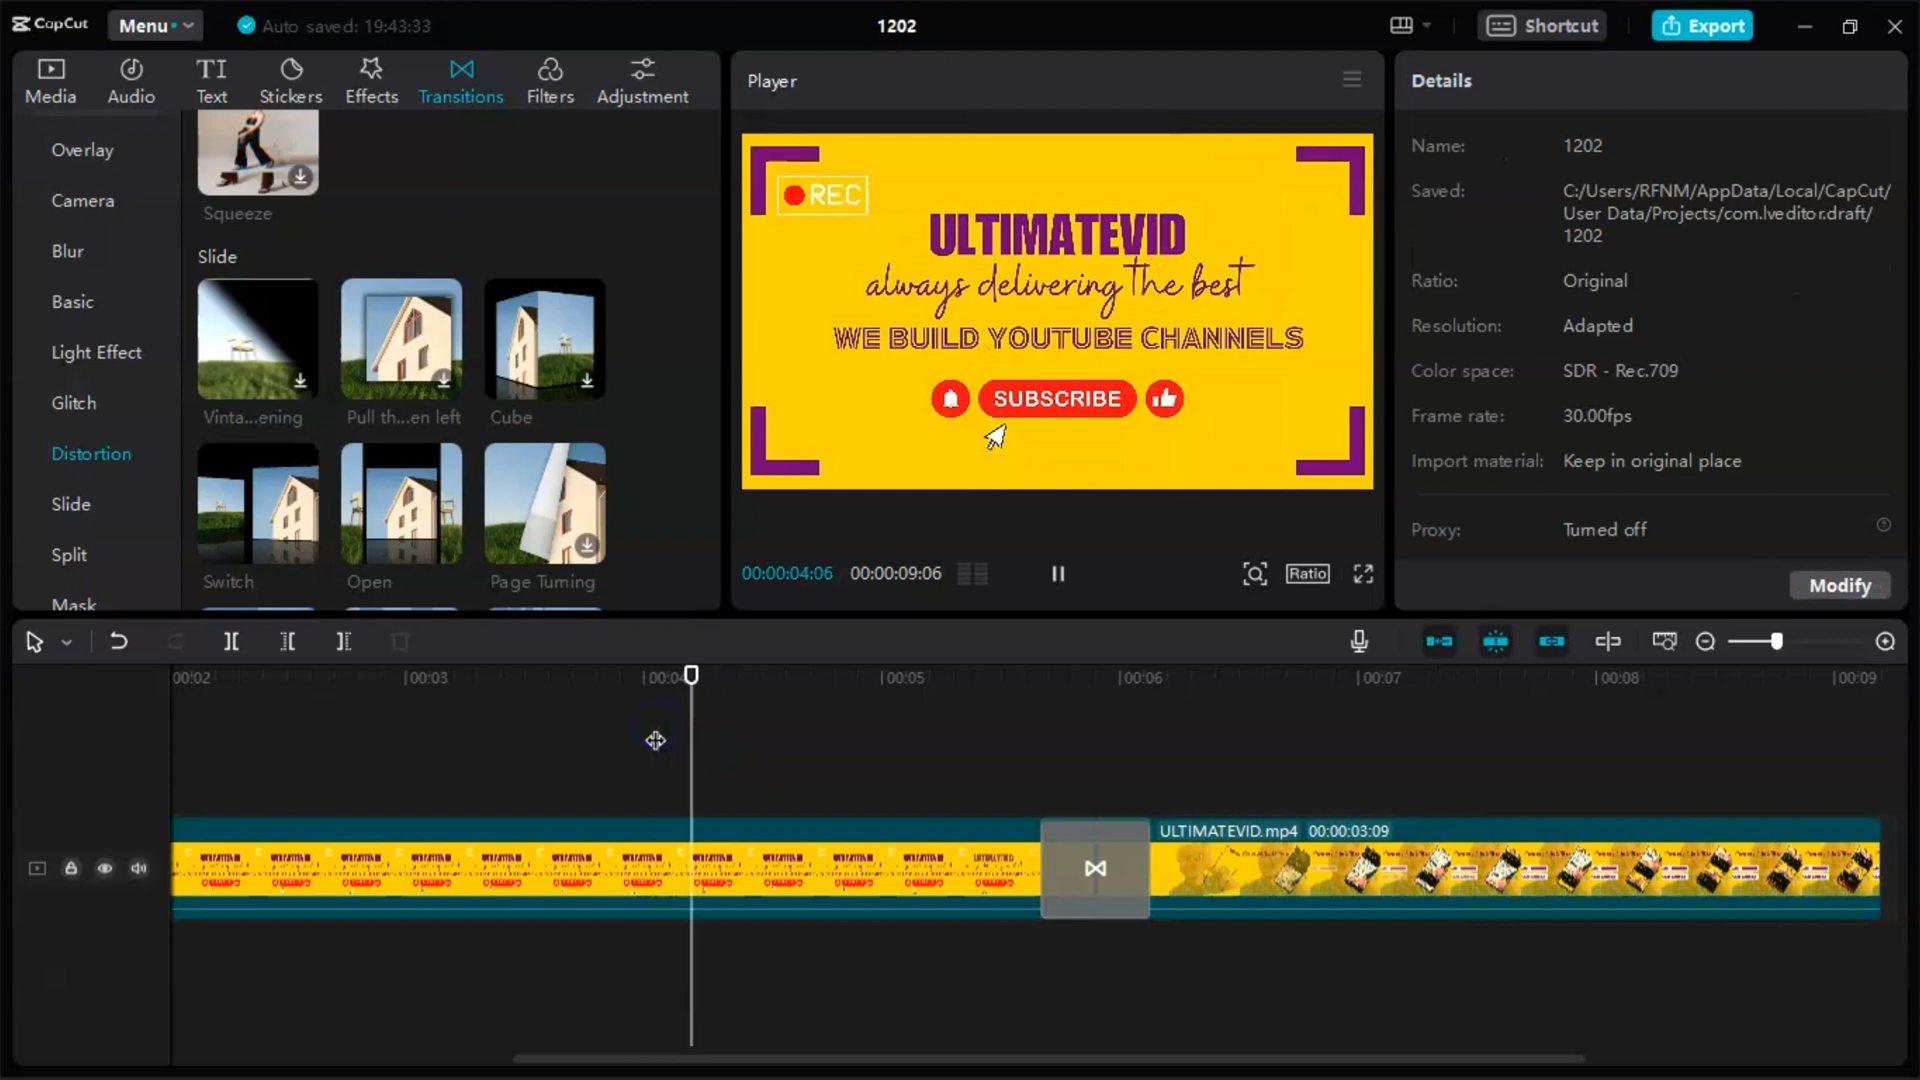 CapCut
Menu
Auto saved: 19:43:33
1202
Shortcut
Export
Media
Audio
TI
Text
Stickers
Effects
Transitions
Filters
Adjustment
Overlay
Camera
Blur
Basic
Light Effect
Glitch
Distortion
Slide
Split
Mask
Squeeze
Slide
Vinta...ening
Pull th...en left
Cube
Switch
Open
Page Turning
Player
REC
ULTIMATEVID
always delivering the best
WE BUILD YOUTUBE CHANNELS
SUBSCRIBE
00:00:04:06
00:00:09:06
Ratio
Details
Name: 1202
Saved: C:/Users/RFNM/AppData/Local/CapCut/
User Data/Projects/com.lveditor.draft/
1202
Ratio: Original
Resolution: Adapted
Color space: SDR - Rec.709
Frame rate: 30.00fps
Import material: Keep in original place
Proxy: Turned off
Modify
00:02
00:03
00:04
00:05
00:06
00:07
00:08
00:09
ULTIMATEVID.mp4 00:00:03:09